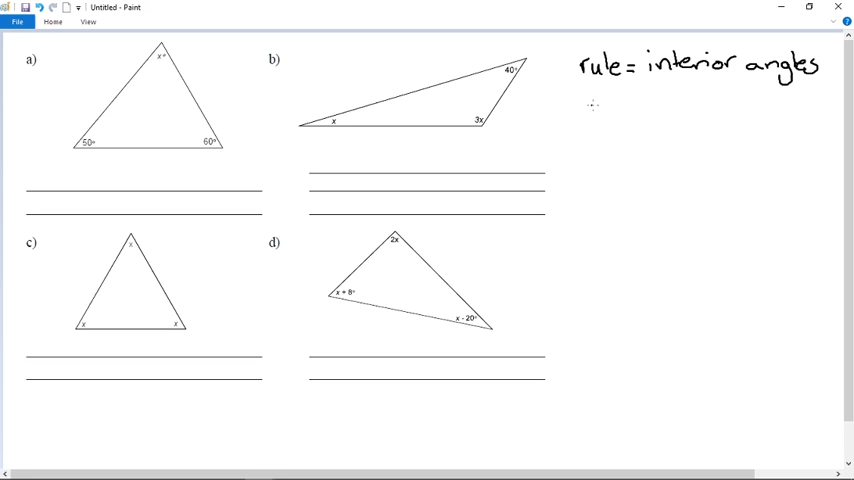 Untitled - Paint
File Home View
a)
x°
50°
60°
b)
40°
x
3x
rule = interior angles
c)
x
x
x
d)
2x
x + 8°
x - 20°